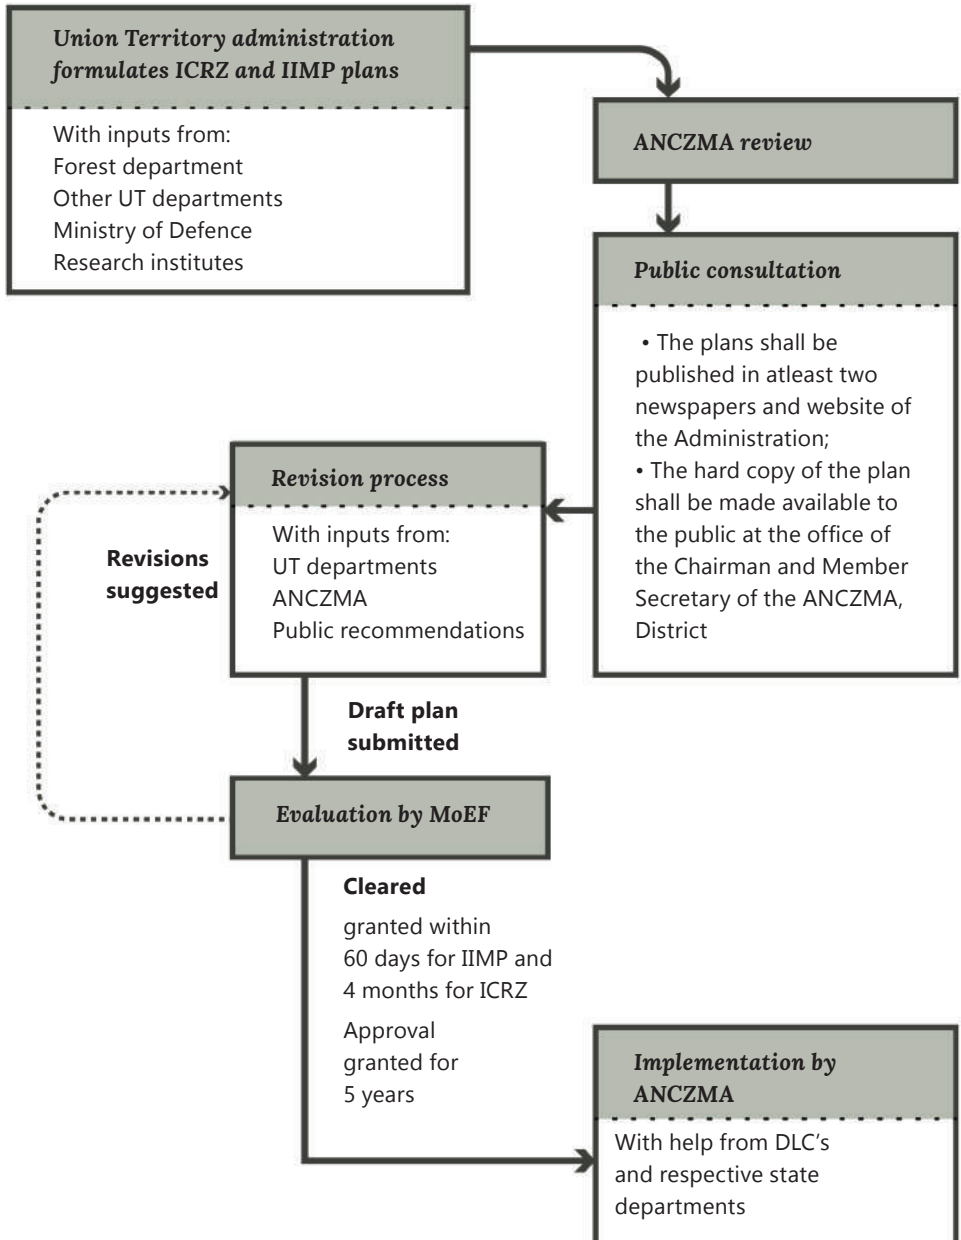 Union Territory administration
formulates ICRZ and IIMP plans
With inputs from:
Forest department
Other UT departments
Ministry of Defence
Research institutes
ANCZMA review
Public consultation
• The plans shall be
published in atleast two
newspapers and website of
the Administration;
• The hard copy of the plan
shall be made available to
the public at the office of
the Chairman and Member
Secretary of the ANCZMA,
District
Revision process
With inputs from:
UT departments
ANCZMA
Public recommendations
Revisions
suggested
Draft plan
submitted
Evaluation by MoEF
Cleared
granted within
60 days for IIMP and
4 months for ICRZ
Approval
granted for
5 years
Implementation by
ANCZMA
With help from DLC's
and respective state
departments